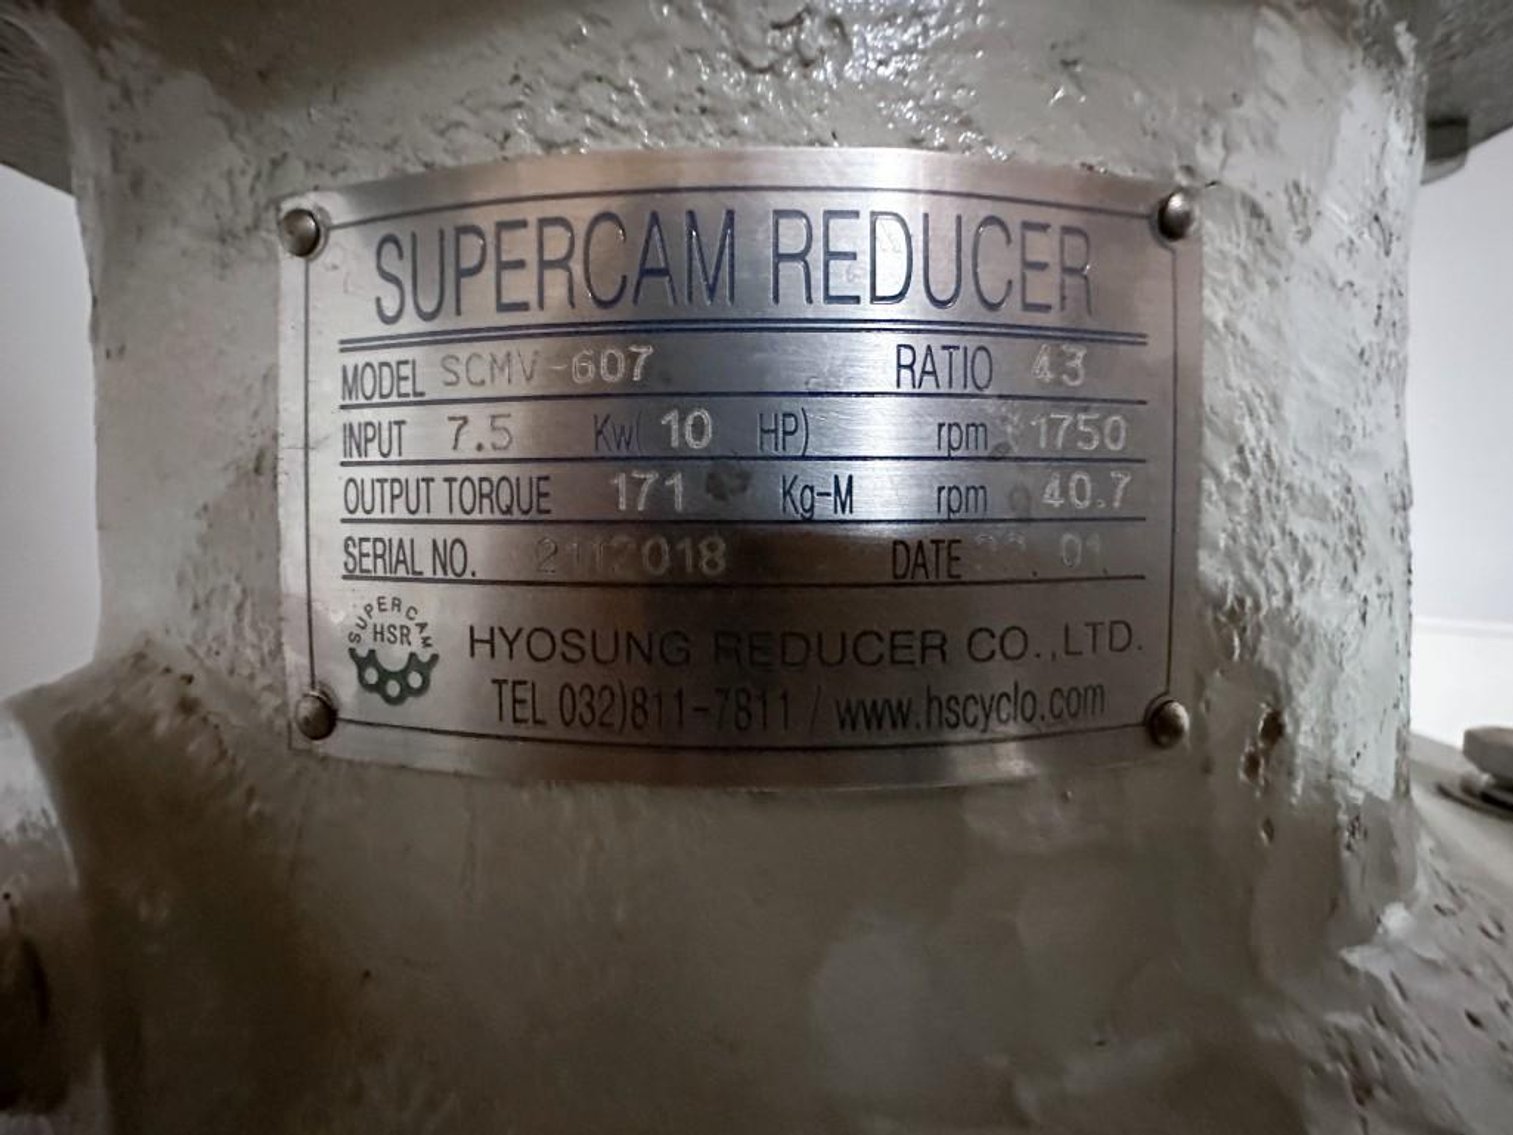 SUPERCAM REDUCER
MODEL SCMV-607 RATIO 43
INPUT 7.5 Kw( 10 HP) rpm 1750
OUTPUT TORQUE 171 Kg-M rpm 40.7
SERIAL NO. 2112018 DATE . 01
SUPERCAM
HSR
HYOSUNG REDUCER CO.,LTD.
TEL 032)811-7811 / www.hscyclo.com